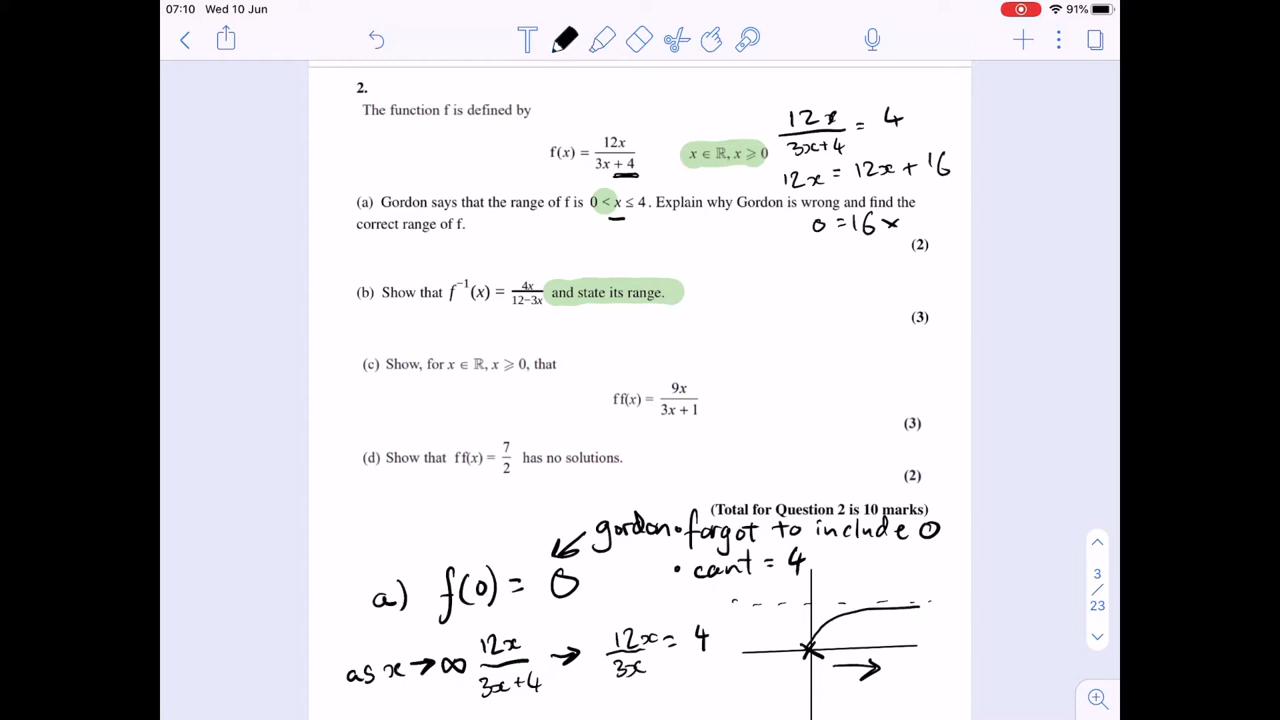 07:10 Wed 10 Jun
91%
2.
The function f is defined by
f(x) = 12x / 3x + 4    x ∈ ℝ, x ⩾ 0
12x / 3x+4 = 4
12x = 12x + 16
(a) Gordon says that the range of f is 0 < x ≤ 4. Explain why Gordon is wrong and find the
correct range of f.
0 = 16 ×
(2)
(b) Show that f⁻¹(x) = 4x / 12−3x and state its range.
(3)
(c) Show, for x ∈ ℝ, x ⩾ 0, that
ff(x) = 9x / 3x + 1
(3)
(d) Show that ff(x) = 7 / 2 has no solutions.
(2)
(Total for Question 2 is 10 marks)
gordon • forgot to include 0
• cant = 4
a) f(0) = 0
as x → ∞ 12x / 3x+4 → 12x / 3x = 4
3
/
23